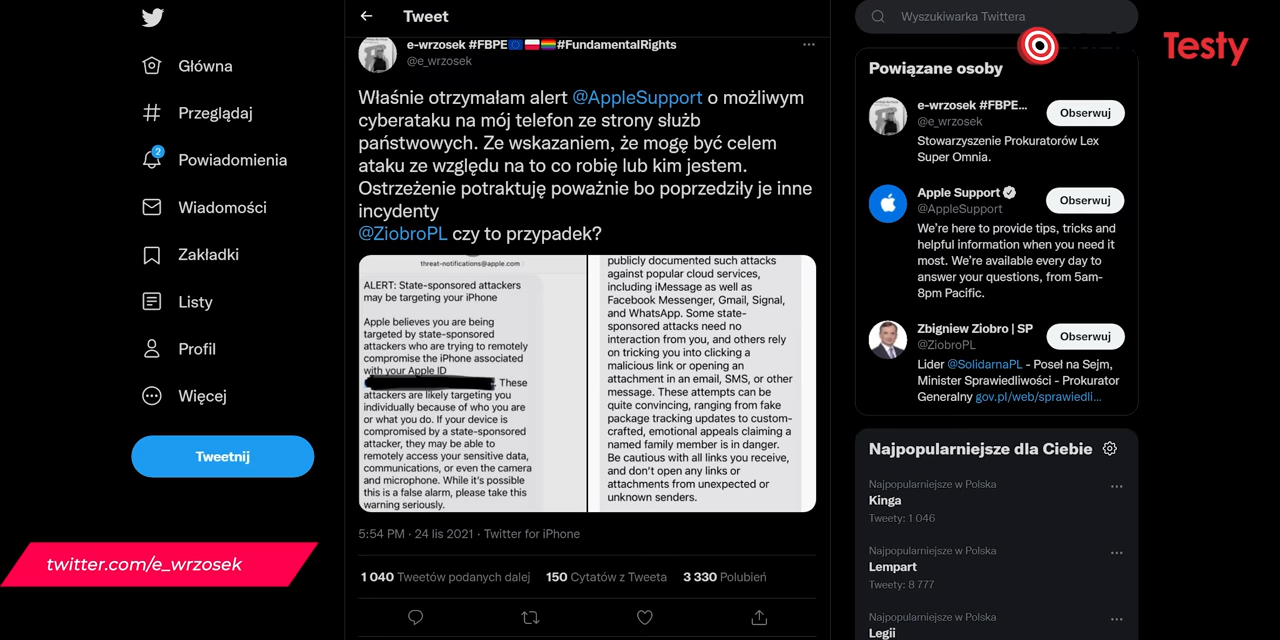 Główna
Przeglądaj
2
Powiadomienia
Wiadomości
Zakładki
Listy
Profil
Więcej
Tweetnij
twitter.com/e_wrzosek
Tweet
e-wrzosek #FBPE🇪🇺🇵🇱🏳️‍🌈#FundamentalRights
@e_wrzosek
Właśnie otrzymałam alert @AppleSupport o możliwym
cyberataku na mój telefon ze strony służb
państwowych. Ze wskazaniem, że mogę być celem
ataku ze względu na to co robię lub kim jestem.
Ostrzeżenie potraktuję poważnie bo poprzedziły je inne
incydenty
@ZiobroPL czy to przypadek?
threat-notifications@apple.com
ALERT: State-sponsored attackers
may be targeting your iPhone
Apple believes you are being
targeted by state-sponsored
attackers who are trying to remotely
compromise the iPhone associated
with your Apple ID
. These
attackers are likely targeting you
individually because of who you are
or what you do. If your device is
compromised by a state-sponsored
attacker, they may be able to
remotely access your sensitive data,
communications, or even the camera
and microphone. While it's possible
this is a false alarm, please take this
warning seriously.
publicly documented such attacks
against popular cloud services,
including iMessage as well as
Facebook Messenger, Gmail, Signal,
and WhatsApp. Some state-
sponsored attacks need no
interaction from you, and others rely
on tricking you into clicking a
malicious link or opening an
attachment in an email, SMS, or other
message. These attempts can be
quite convincing, ranging from fake
package tracking updates to custom-
crafted, emotional appeals claiming a
named family member is in danger.
Be cautious with all links you receive,
and don't open any links or
attachments from unexpected or
unknown senders.
5:54 PM · 24 lis 2021 · Twitter for iPhone
1 040 Tweetów podanych dalej 150 Cytatów z Tweeta 3 330 Polubień
Wyszukiwarka Twittera
Testy
Powiązane osoby
e-wrzosek #FBPE...
@e_wrzosek
Obserwuj
Stowarzyszenie Prokuratorów Lex
Super Omnia.
Apple Support
@AppleSupport
Obserwuj
We're here to provide tips, tricks and
helpful information when you need it
most. We're available every day to
answer your questions, from 5am-
8pm Pacific.
Zbigniew Ziobro | SP
@ZiobroPL
Obserwuj
Lider @SolidarnaPL - Poseł na Sejm,
Minister Sprawiedliwości - Prokurator
Generalny gov.pl/web/sprawiedli...
Najpopularniejsze dla Ciebie
Najpopularniejsze w Polska
Kinga
Tweety: 1 046
Najpopularniejsze w Polska
Lempart
Tweety: 8 777
Najpopularniejsze w Polska
Legii